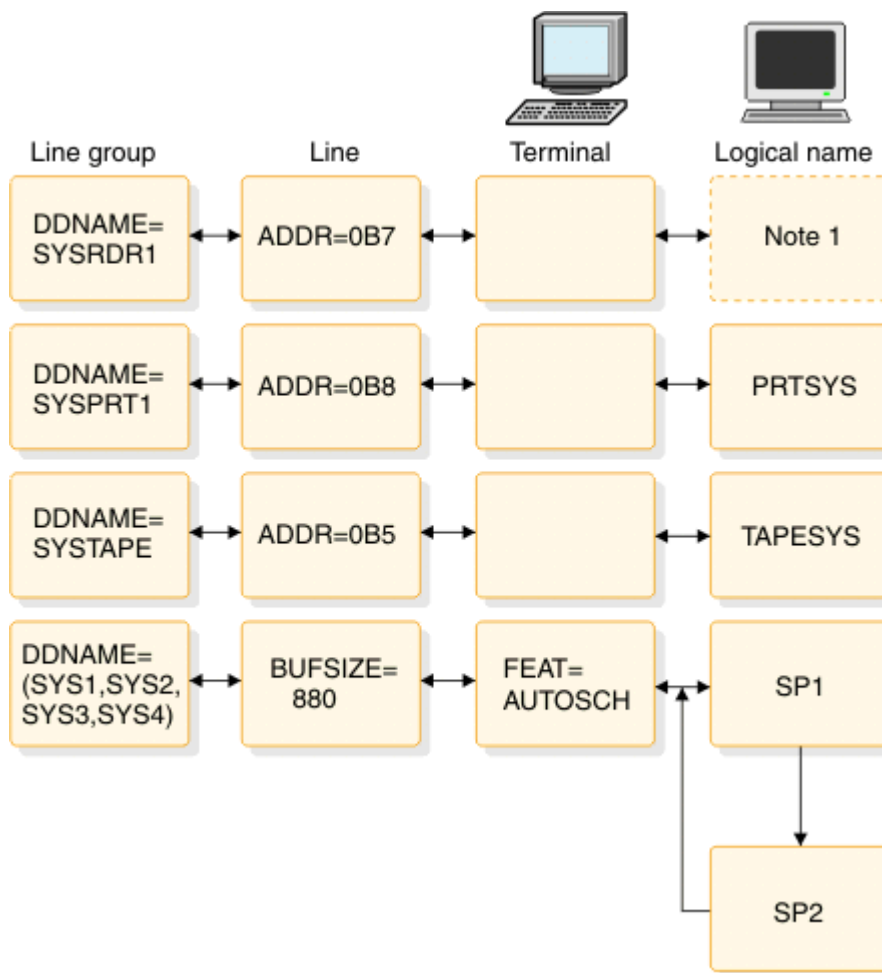 Line group
Line
Terminal
Logical name
DDNAME=
SYSRDR1
ADDR=0B7
Note 1
DDNAME=
SYSPRT1
ADDR=0B8
PRTSYS
DDNAME=
SYSTAPE
ADDR=0B5
TAPESYS
DDNAME=
(SYS1,SYS2,
SYS3,SYS4)
BUFSIZE=
880
FEAT=
AUTOSCH
SP1
SP2